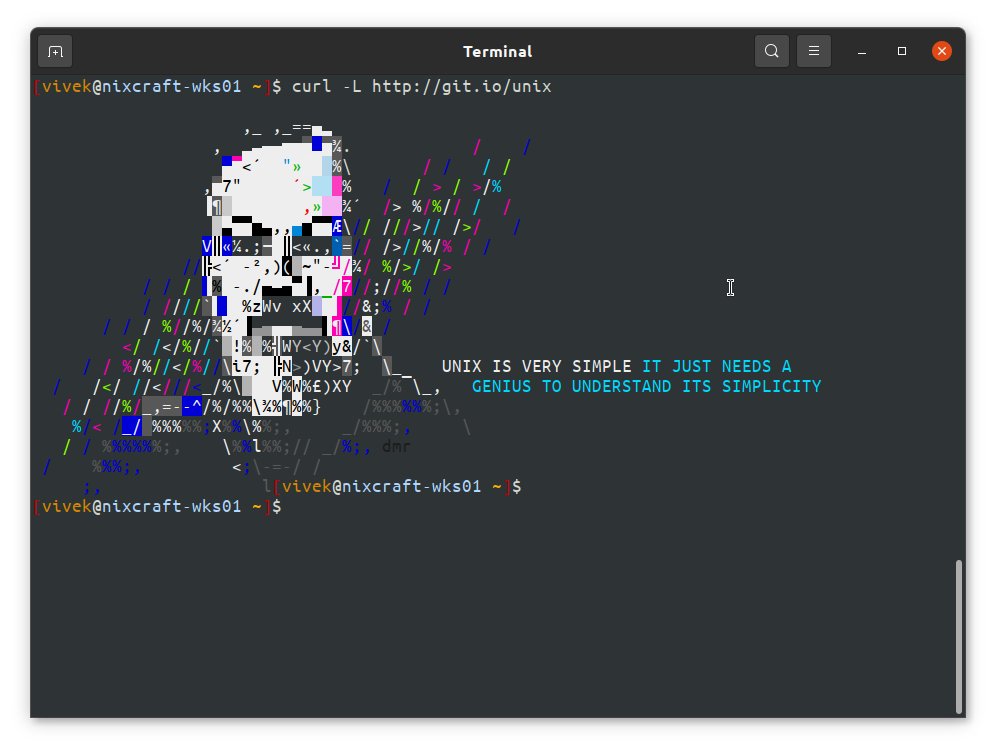 Terminal
[vivek@nixcraft-wks01 ~]$ curl -L http://git.io/unix
UNIX IS VERY SIMPLE IT JUST NEEDS A
GENIUS TO UNDERSTAND ITS SIMPLICITY
dmr
[vivek@nixcraft-wks01 ~]$
[vivek@nixcraft-wks01 ~]$